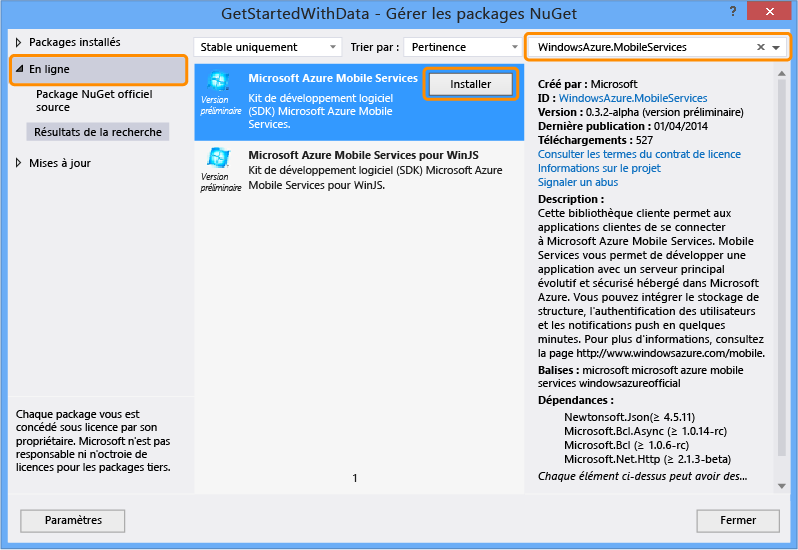 GetStartedWithData - Gérer les packages NuGet
?
Packages installés
En ligne
Package NuGet officiel
source
Résultats de la recherche
Mises à jour
Chaque package vous est
concédé sous licence par son
propriétaire. Microsoft n'est pas
responsable ni n'octroie de
licences pour les packages tiers.
Stable uniquement
Trier par :
Pertinence
Microsoft Azure Mobile Services
Installer
Kit de développement logiciel
(SDK) Microsoft Azure Mobile
Services.
Version
préliminaire
Microsoft Azure Mobile Services pour WinJS
Kit de développement logiciel (SDK) Microsoft Azure
Mobile Services pour WinJS.
Version
préliminaire
1
WindowsAzure.MobileServices
Créé par : Microsoft
ID : WindowsAzure.MobileServices
Version : 0.3.2-alpha (version préliminaire)
Dernière publication : 01/04/2014
Téléchargements : 527
Consulter les termes du contrat de licence
Informations sur le projet
Signaler un abus
Description :
Cette bibliothèque cliente permet aux
applications clientes de se connecter
à Microsoft Azure Mobile Services. Mobile
Services vous permet de développer une
application avec un serveur principal
évolutif et sécurisé hébergé dans Microsoft
Azure. Vous pouvez intégrer le stockage de
structure, l'authentification des utilisateurs
et les notifications push en quelques
minutes. Pour plus d'informations, consultez
la page http://www.windowsazure.com/mobile.
Balises : microsoft microsoft azure mobile
services windowsazureofficial
Dépendances :
Newtonsoft.Json(≥ 4.5.11)
Microsoft.Bcl.Async (≥ 1.0.14-rc)
Microsoft.Bcl (≥ 1.0.6-rc)
Microsoft.Net.Http (≥ 2.1.3-beta)
Chaque élément ci-dessus peut avoir des...
Paramètres
Fermer